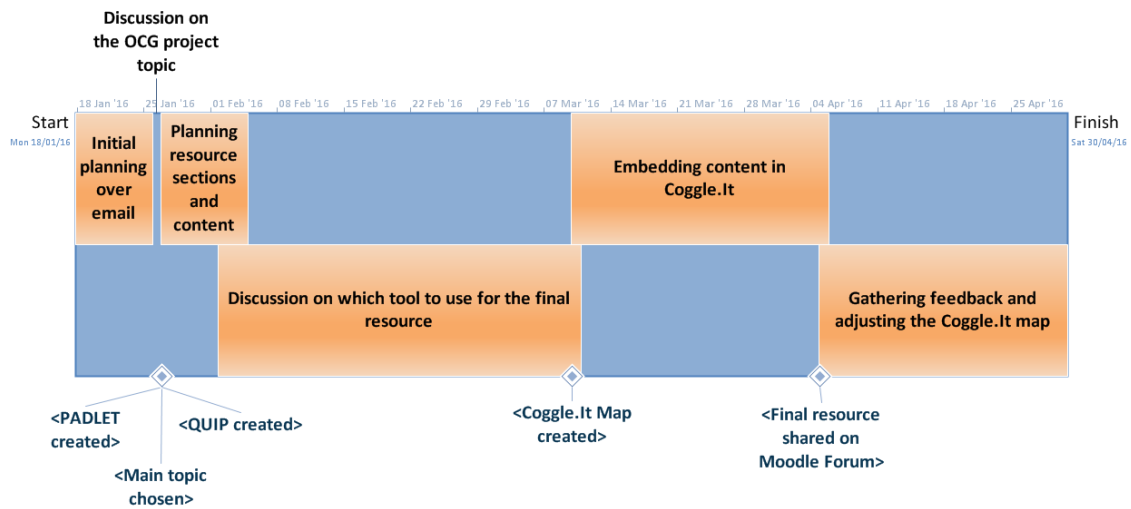 Discussion on
the OCG project
topic
18 Jan '16
25 Jan '16
01 Feb '16
08 Feb '16
15 Feb '16
22 Feb '16
29 Feb '16
07 Mar '16
14 Mar '16
21 Mar '16
28 Mar '16
04 Apr '16
11 Apr '16
18 Apr '16
25 Apr '16
Start
Mon 18/01/16
Finish
Sat 30/04/16
Initial
planning
over
email
Planning
resource
sections
and
content
Embedding content in
Coggle.It
Discussion on which tool to use for the final
resource
Gathering feedback and
adjusting the Coggle.It map
<PADLET
created>
<QUIP created>
<Main topic
chosen>
<Coggle.It Map
created>
<Final resource
shared on
Moodle Forum>